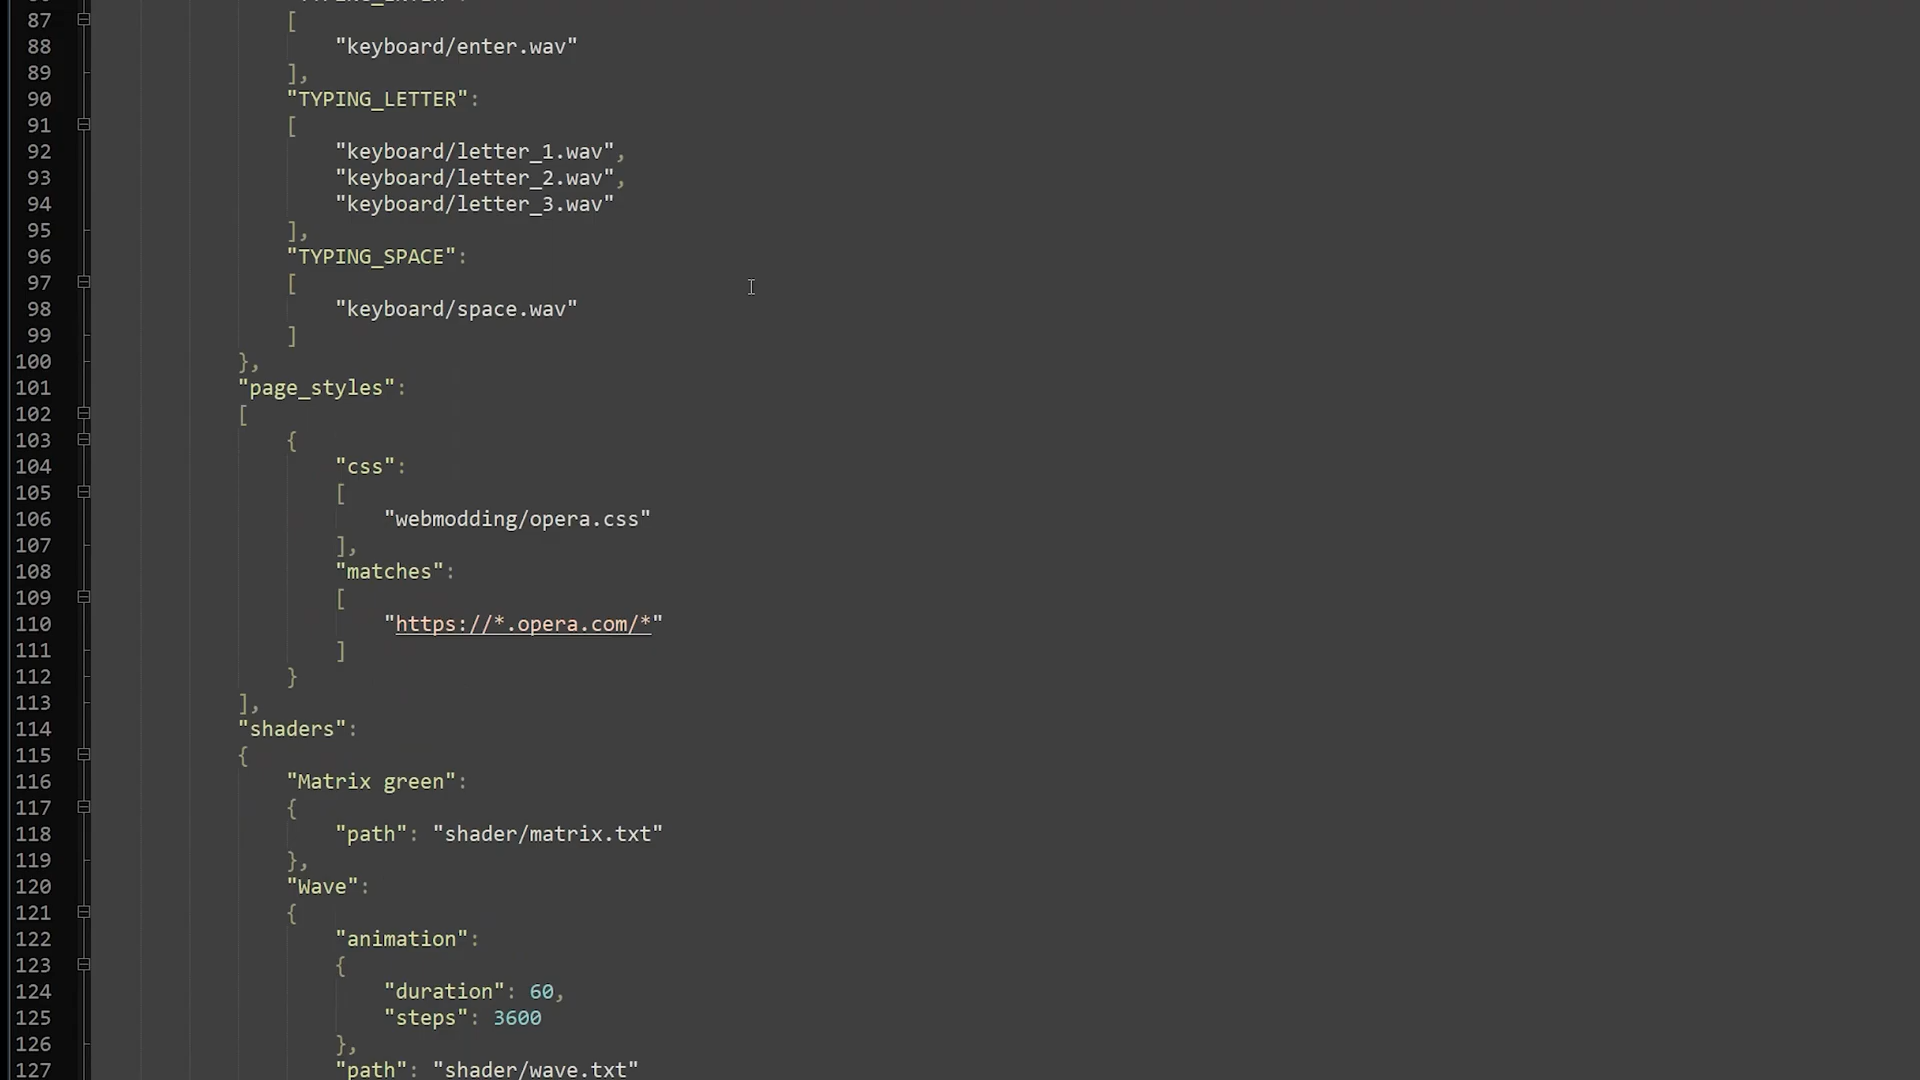 87 [
88 "keyboard/enter.wav"
89 ],
90 "TYPING_LETTER":
91 [
92 "keyboard/letter_1.wav",
93 "keyboard/letter_2.wav",
94 "keyboard/letter_3.wav"
95 ],
96 "TYPING_SPACE":
97 [
98 "keyboard/space.wav"
99 ]
100 },
101 "page_styles":
102 [
103 {
104 "css":
105 [
106 "webmodding/opera.css"
107 ],
108 "matches":
109 [
110 "https://*.opera.com/*"
111 ]
112 }
113 ],
114 "shaders":
115 {
116 "Matrix green":
117 {
118 "path": "shader/matrix.txt"
119 },
120 "Wave":
121 {
122 "animation":
123 {
124 "duration": 60,
125 "steps": 3600
126 },
127 "path": "shader/wave.txt"